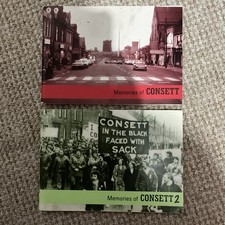 Memories of CONSETT
CONSETT
IN THE BLACK
FACED WITH
SACK
Memories of CONSETT 2